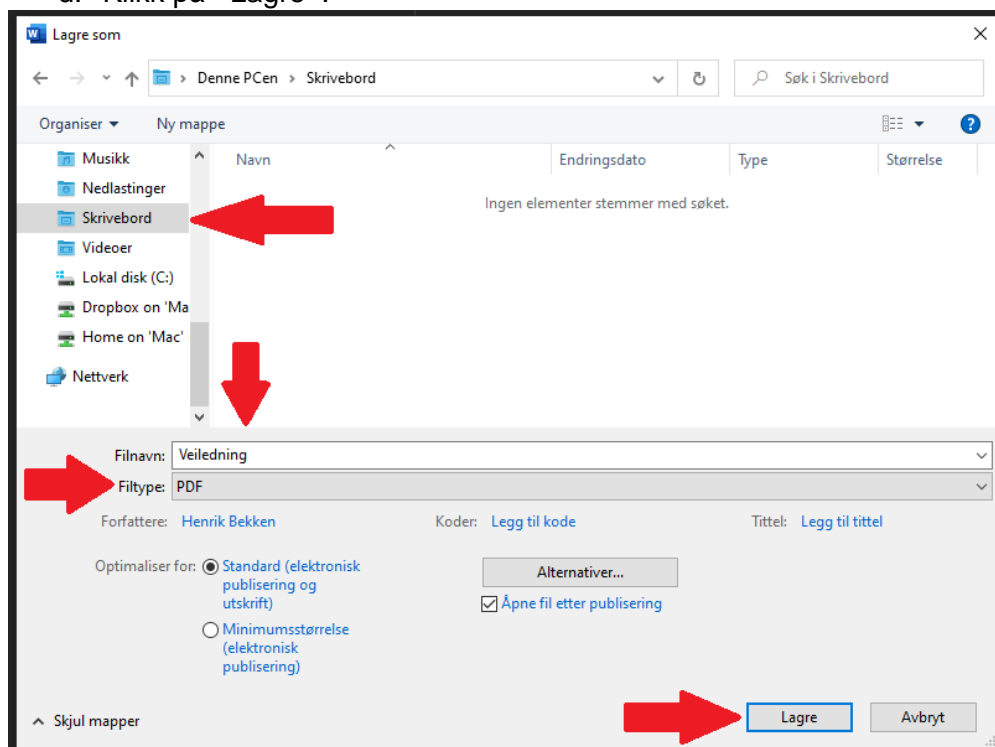 d. Klikk på "Lagre".
Lagre som
Denne PCen > Skrivebord
Søk i Skrivebord
Organiser Ny mappe
Navn Endringsdato Type Størrelse
Ingen elementer stemmer med søket.
Musikk
Nedlastinger
Skrivebord
Videoer
Lokal disk (C:)
Dropbox on 'Ma
Home on 'Mac'
Nettverk
Filnavn: Veiledning
Filtype: PDF
Forfattere: Henrik Bekken Koder: Legg til kode Tittel: Legg til tittel
Optimaliser for: Standard (elektronisk
publisering og
utskrift)
Minimumsstørrelse
(elektronisk
publisering)
Alternativer...
Åpne fil etter publisering
Skjul mapper
Lagre Avbryt